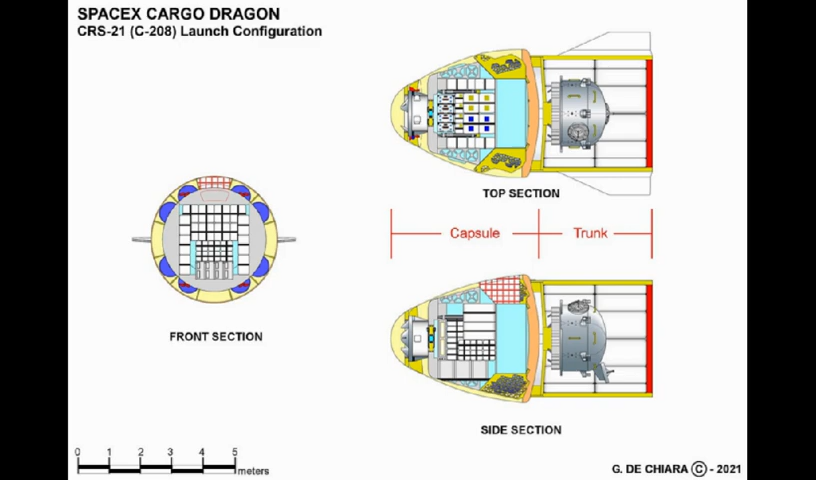 SPACEX CARGO DRAGON
CRS-21 (C-208) Launch Configuration
TOP SECTION
Capsule
Trunk
FRONT SECTION
SIDE SECTION
0 1 2 3 4 5
meters
G. DE CHIARA © - 2021